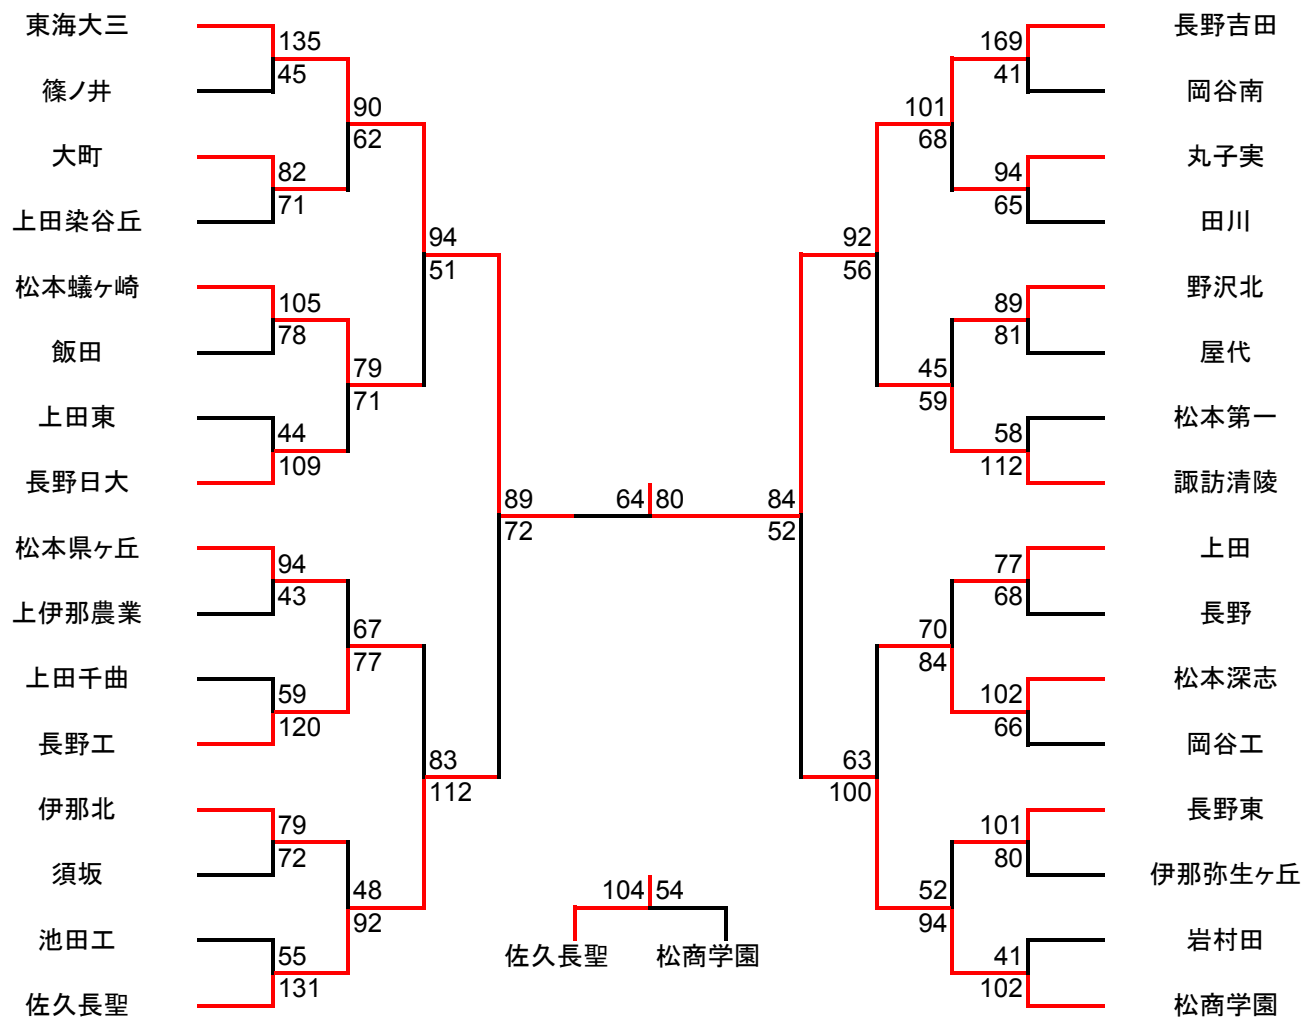 東海大三
135
45
篠ノ井
90
62
大町
82
71
上田染谷丘
94
51
松本蟻ヶ崎
105
78
飯田
79
71
上田東
44
109
長野日大
89
72
松本県ヶ丘
94
43
上伊那農業
67
77
上田千曲
59
120
長野工
83
112
伊那北
79
72
須坂
48
92
池田工
55
131
佐久長聖
64 80
104 54
佐久長聖 松商学園
長野吉田
169
41
岡谷南
101
68
丸子実
94
65
田川
92
56
野沢北
89
81
屋代
45
59
松本第一
58
112
諏訪清陵
84
52
上田
77
68
長野
70
84
松本深志
102
66
岡谷工
63
100
長野東
101
80
伊那弥生ヶ丘
52
94
岩村田
41
102
松商学園